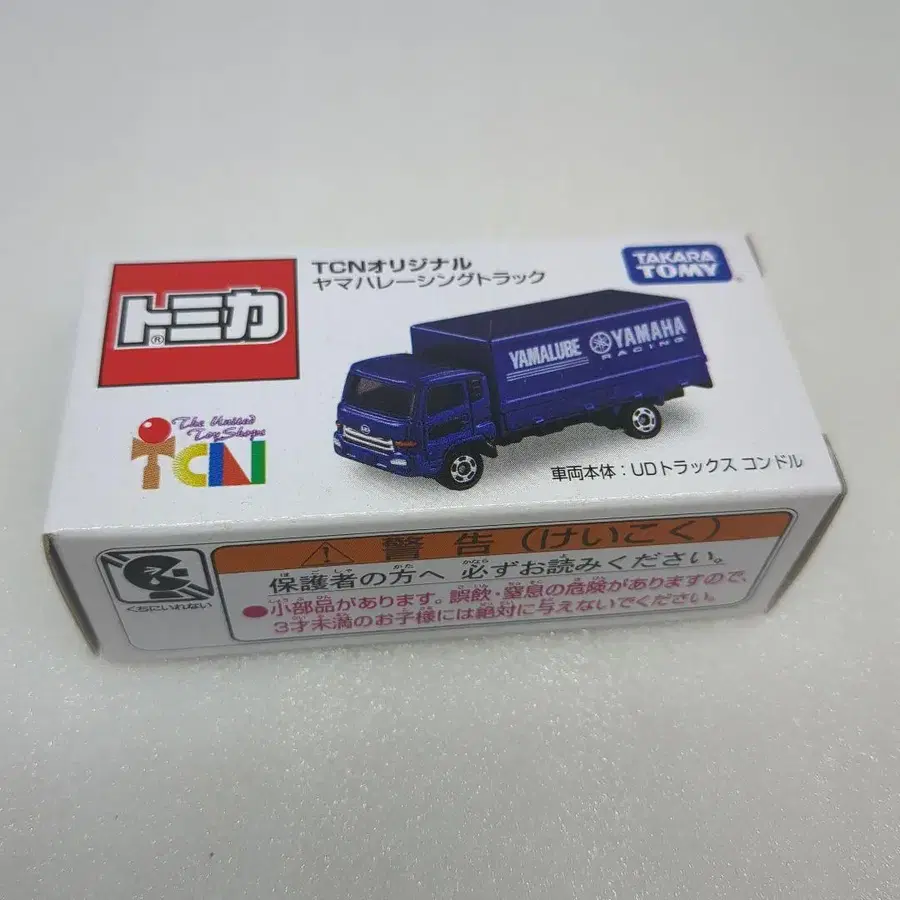 トミカ
®
TCNオリジナル
ヤマハレーシングトラック
TAKARA
TOMY
YAMALUBE YAMAHA
RACING
The United
Toy Shops
TCN
車両本体：UDトラックス コンドル
警告（けいこく）
保護者の方へ 必ずお読みください。
●小部品があります。誤飲・窒息の危険がありますので、
3才未満のお子様には絶対に与えないでください。
くちにいれない